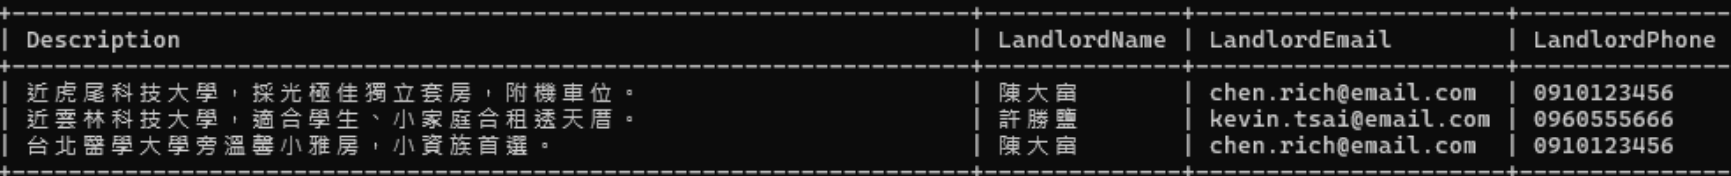 Description LandlordName LandlordEmail LandlordPhone
近虎尾科技大學，採光極佳獨立套房，附機車位。 陳大富 chen.rich@email.com 0910123456
近雲林科技大學，適合學生、小家庭合租透天厝。 許勝鹽 kevin.tsai@email.com 0960555666
台北醫學大學旁溫馨小雅房，小資族首選。 陳大富 chen.rich@email.com 0910123456